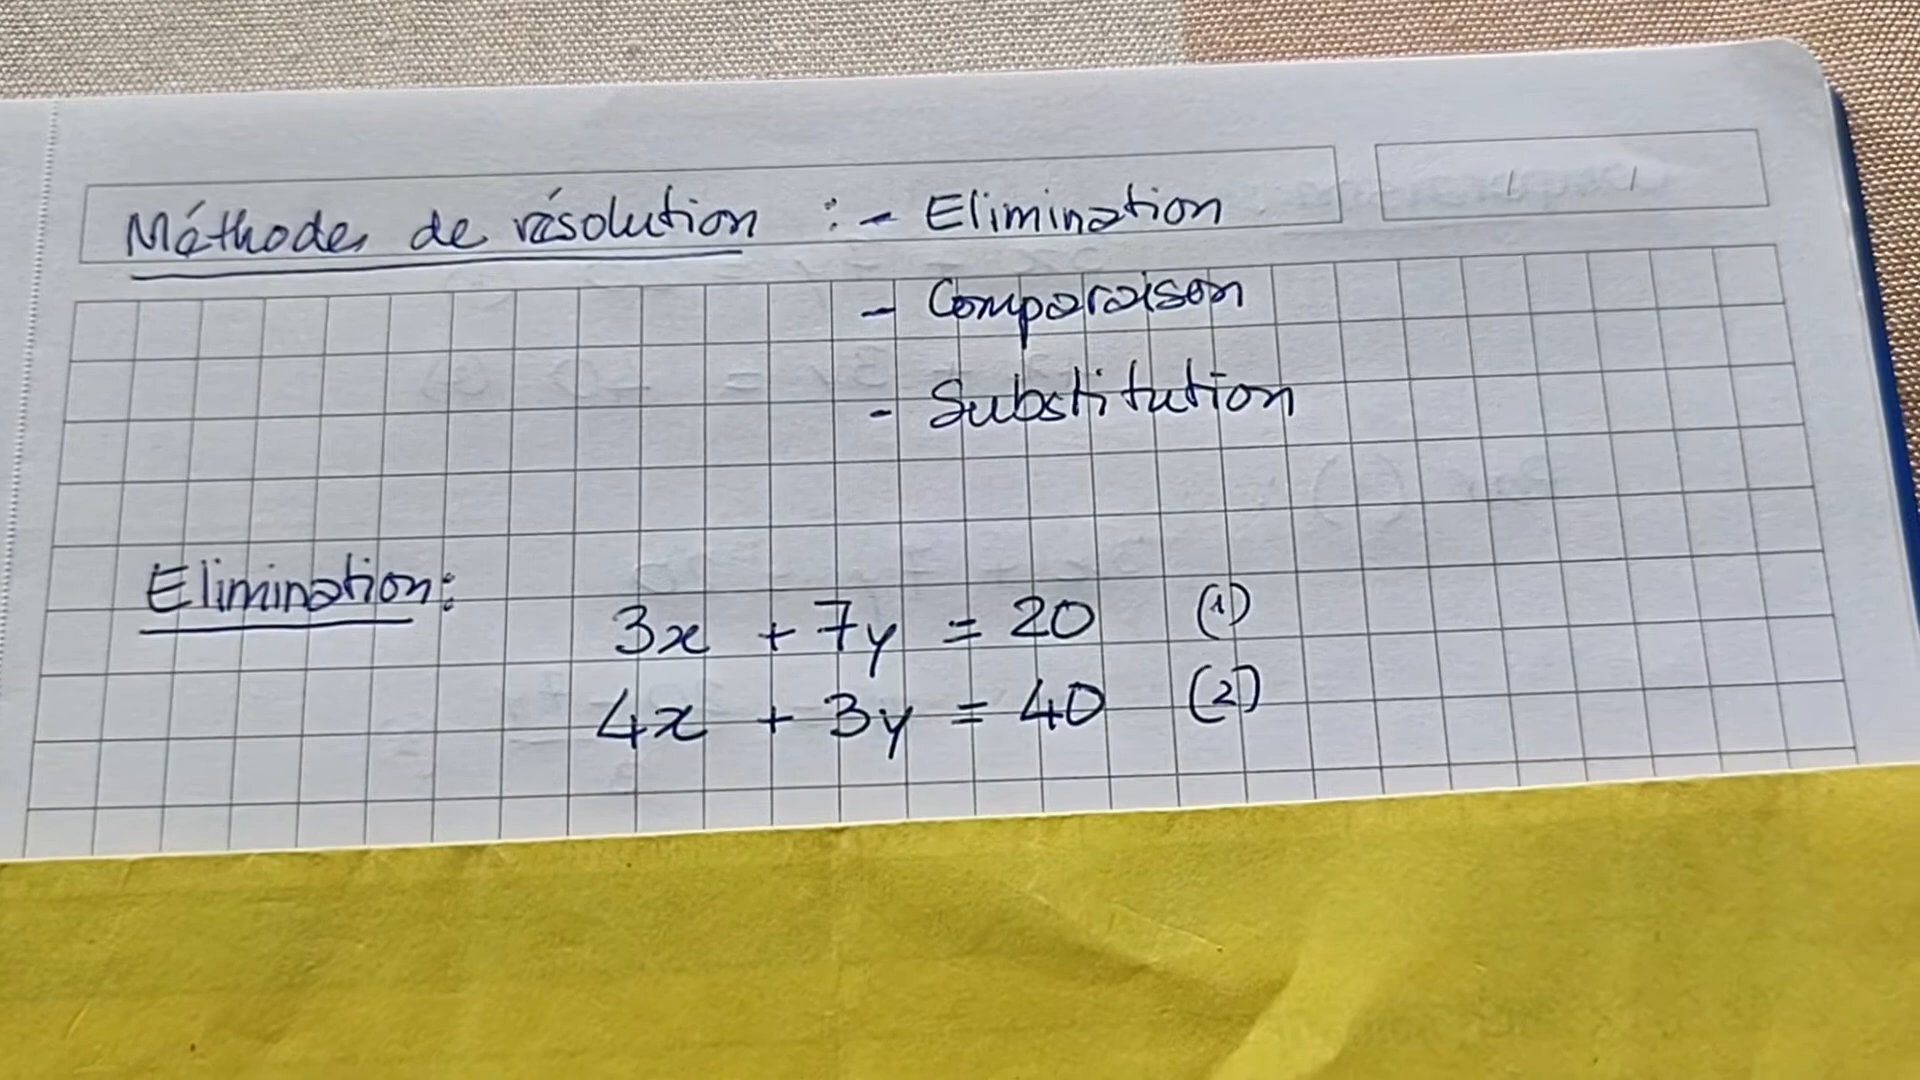 Méthodes de résolution : - Elimination
- Comparaison
- Substitution
Elimination:
3x + 7y = 20 (1)
4x + 3y = 40 (2)